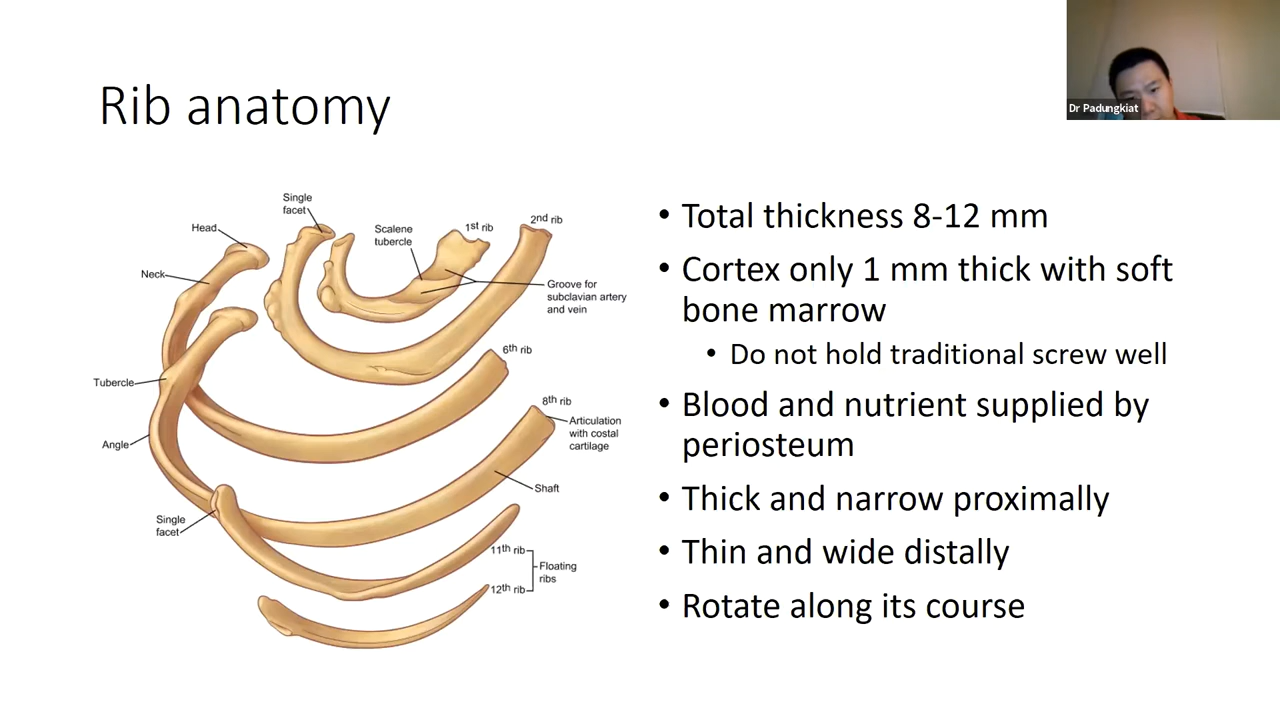 Dr Padungkiat
Rib anatomy
Single
facet
Head
Scalene
tubercle
1st rib
2nd rib
Neck
Groove for
subclavian artery
and vein
6th rib
Tubercle
8th rib
Articulation
with costal
cartilage
Angle
Shaft
Single
facet
11th rib
Floating
ribs
12th rib
• Total thickness 8-12 mm
• Cortex only 1 mm thick with soft
bone marrow
• Do not hold traditional screw well
• Blood and nutrient supplied by
periosteum
• Thick and narrow proximally
• Thin and wide distally
• Rotate along its course